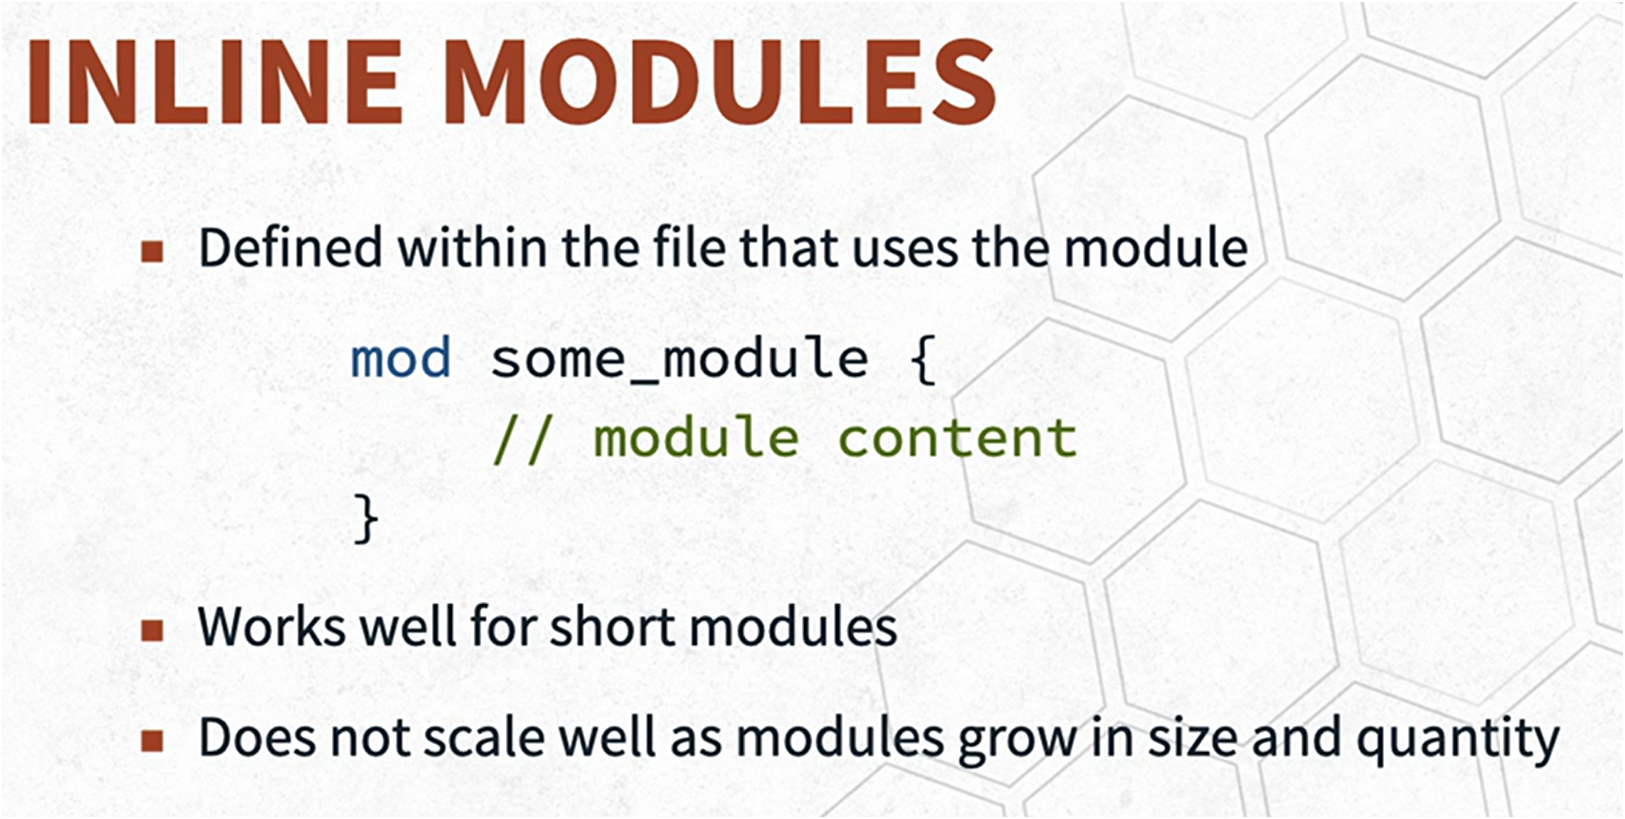 INLINE MODULES
▪ Defined within the file that uses the module
mod some_module {
    // module content
}
▪ Works well for short modules
▪ Does not scale well as modules grow in size and quantity